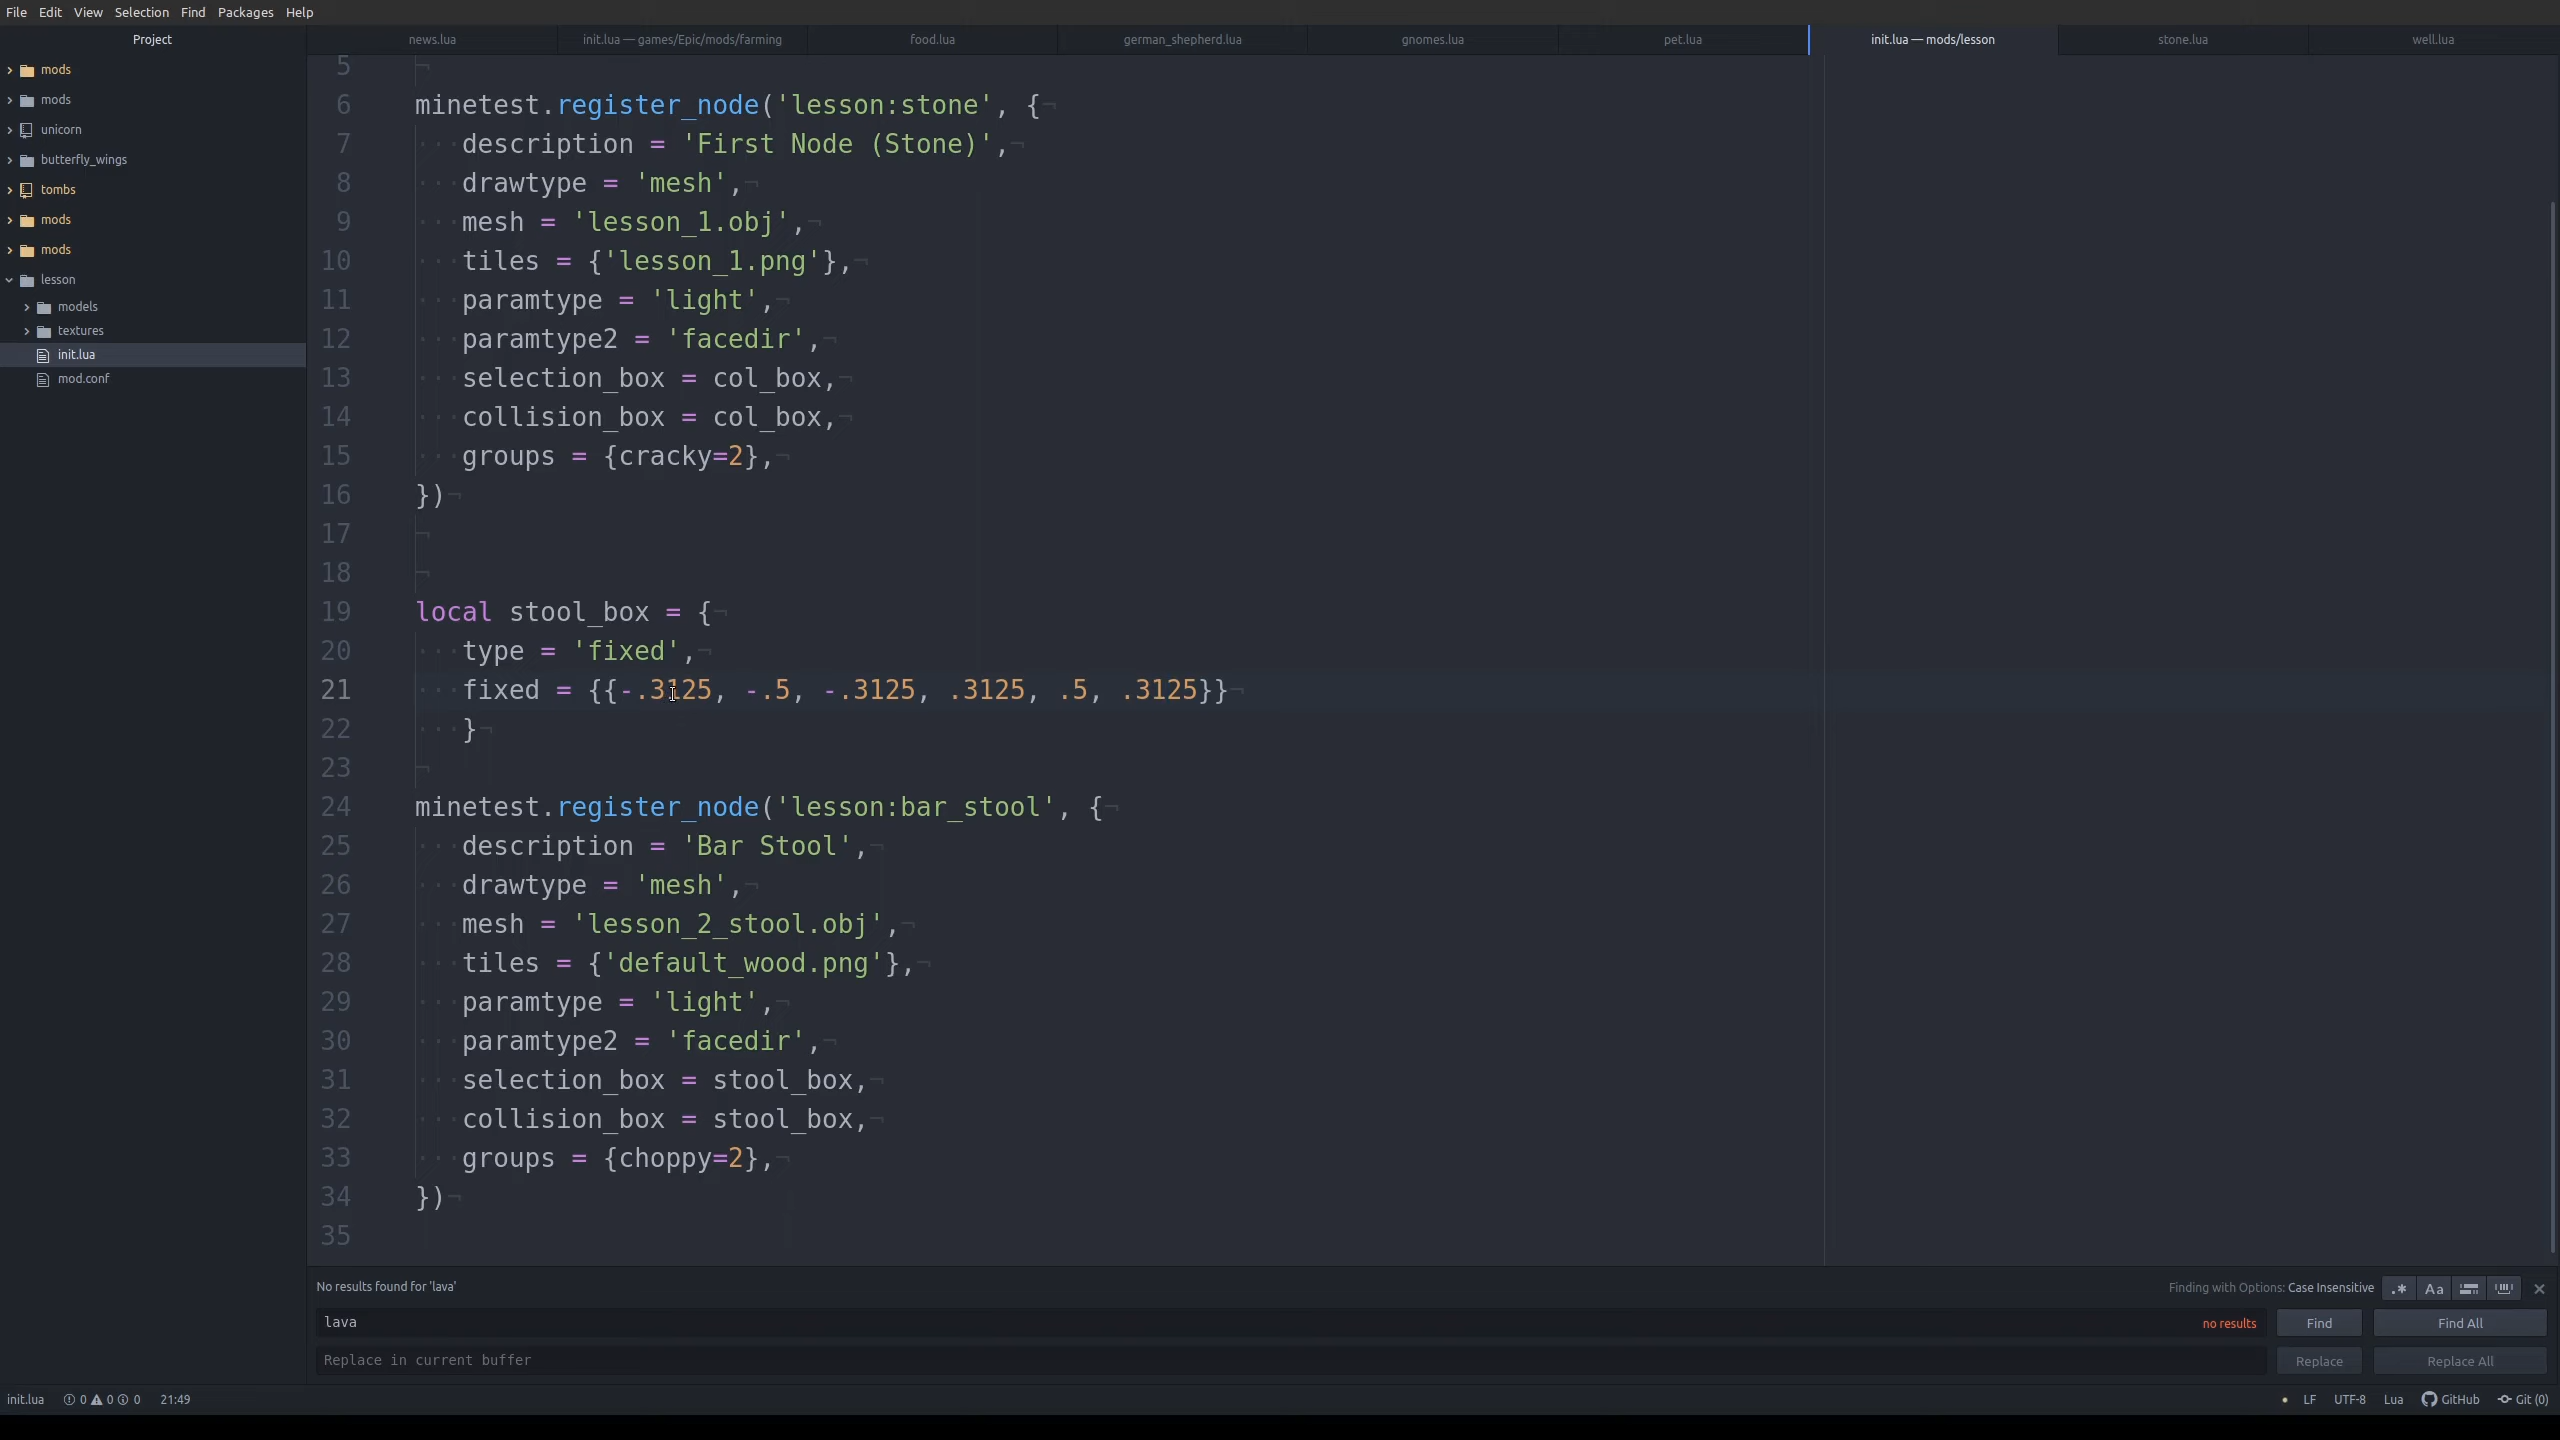 File Edit View Selection Find Packages Help
Project
news.lua init.lua — games/Epic/mods/farming food.lua german_shepherd.lua gnomes.lua pet.lua init.lua — mods/lesson stone.lua well.lua
mods
mods
unicorn
butterfly_wings
tombs
mods
mods
lesson
models
textures
init.lua
mod.conf
5
6 minetest.register_node('lesson:stone', {
7 description = 'First Node (Stone)',
8 drawtype = 'mesh',
9 mesh = 'lesson_1.obj',
10 tiles = {'lesson_1.png'},
11 paramtype = 'light',
12 paramtype2 = 'facedir',
13 selection_box = col_box,
14 collision_box = col_box,
15 groups = {cracky=2},
16 })
17
18
19 local stool_box = {
20 type = 'fixed',
21 fixed = {{-.3125, -.5, -.3125, .3125, .5, .3125}}
22 }
23
24 minetest.register_node('lesson:bar_stool', {
25 description = 'Bar Stool',
26 drawtype = 'mesh',
27 mesh = 'lesson_2_stool.obj',
28 tiles = {'default_wood.png'},
29 paramtype = 'light',
30 paramtype2 = 'facedir',
31 selection_box = stool_box,
32 collision_box = stool_box,
33 groups = {choppy=2},
34 })
35
No results found for 'lava' Finding with Options: Case Insensitive .* Aa
lava no results Find Find All
Replace in current buffer Replace Replace All
init.lua 0 0 0 21:49 LF UTF-8 Lua GitHub Git (0)